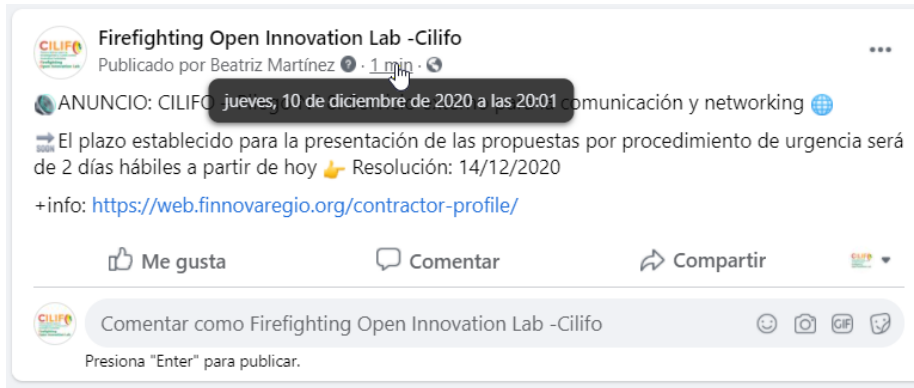 Firefighting Open Innovation Lab -Cilifo
Publicado por Beatriz Martínez · 1 min ·
jueves, 10 de diciembre de 2020 a las 20:01
ANUNCIO: CILIFO comunicación y networking
SOON El plazo establecido para la presentación de las propuestas por procedimiento de urgencia será
de 2 días hábiles a partir de hoy Resolución: 14/12/2020
+info: https://web.finnovaregio.org/contractor-profile/
Me gusta Comentar Compartir
Comentar como Firefighting Open Innovation Lab -Cilifo GIF
Presiona "Enter" para publicar.